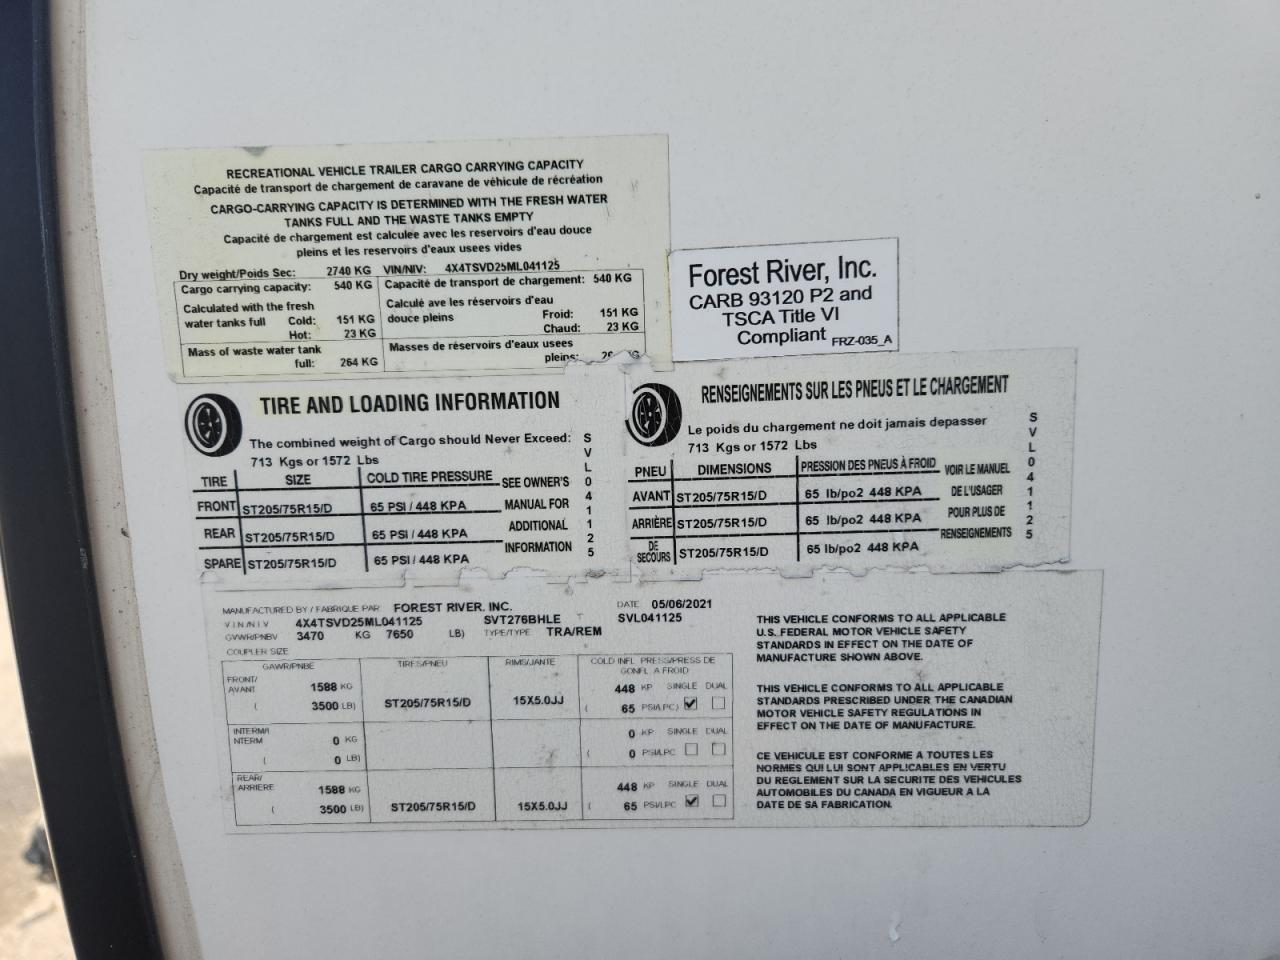 RECREATIONAL VEHICLE TRAILER CARGO CARRYING CAPACITY
Capacité de transport de chargement de caravane de véhicule de récréation
CARGO-CARRYING CAPACITY IS DETERMINED WITH THE FRESH WATER
TANKS FULL AND THE WASTE TANKS EMPTY
Capacité de chargement est calculee avec les reservoirs d'eau douce
pleins et les reservoirs d'eaux usees vides
Dry weight/Poids Sec: 2740 KG VIN/NIV: 4X4TSVD25ML041125
Cargo carrying capacity: 540 KG
Calculated with the fresh
water tanks full Cold: 151 KG
Hot: 23 KG
Mass of waste water tank
full: 264 KG
Capacité de transport de chargement: 540 KG
Calculé ave les réservoirs d'eau
douce pleins Froid: 151 KG
Chaud: 23 KG
Masses de réservoirs d'eaux usees
pleins:
Forest River, Inc.
CARB 93120 P2 and
TSCA Title VI
Compliant FRZ-035_A
TIRE AND LOADING INFORMATION
The combined weight of Cargo should Never Exceed:
713 Kgs or 1572 Lbs
TIRE SIZE COLD TIRE PRESSURE
FRONT ST205/75R15/D 65 PSI / 448 KPA
REAR ST205/75R15/D 65 PSI / 448 KPA
SPARE ST205/75R15/D 65 PSI / 448 KPA
SEE OWNER'S
MANUAL FOR
ADDITIONAL
INFORMATION
SVL041125
RENSEIGNEMENTS SUR LES PNEUS ET LE CHARGEMENT
Le poids du chargement ne doit jamais depasser
713 Kgs or 1572 Lbs
PNEU DIMENSIONS PRESSION DES PNEUS À FROID
AVANT ST205/75R15/D 65 lb/po2 448 KPA
ARRIÈRE ST205/75R15/D 65 lb/po2 448 KPA
DE SECOURS ST205/75R15/D 65 lb/po2 448 KPA
VOIR LE MANUEL
DE L'USAGER
POUR PLUS DE
RENSEIGNEMENTS
SVL041125
MANUFACTURED BY / FABRIQUE PAR FOREST RIVER. INC. DATE 05/06/2021
V.I.N./N.I.V 4X4TSVD25ML041125 SVT276BHLE SVL041125
GVWR/PNBV 3470 KG 7650 LB) TYPE/TYPE TRA/REM
COUPLER SIZE
GAWR/PNBE TIRES/PNEU RIMS/JANTE COLD INFL PRESS/PRESS DE
GONFL A FROID
FRONT/ AVANT 1588 KG ST205/75R15/D 15X5.0JJ 448 KP SINGLE DUAL
( 3500 LB) ( 65 PSI/LPC)
INTERM/ INTERM 0 KG 0 KP SINGLE DUAL
( 0 LB) ( 0 PSI/LPC
REAR/ ARRIERE 1588 KG ST205/75R15/D 15X5.0JJ 448 KP SINGLE DUAL
( 3500 LB) ( 65 PSI/LPC
THIS VEHICLE CONFORMS TO ALL APPLICABLE
U.S. FEDERAL MOTOR VEHICLE SAFETY
STANDARDS IN EFFECT ON THE DATE OF
MANUFACTURE SHOWN ABOVE.
THIS VEHICLE CONFORMS TO ALL APPLICABLE
STANDARDS PRESCRIBED UNDER THE CANADIAN
MOTOR VEHICLE SAFETY REGULATIONS IN
EFFECT ON THE DATE OF MANUFACTURE.
CE VEHICULE EST CONFORME A TOUTES LES
NORMES QUI LUI SONT APPLICABLES EN VERTU
DU REGLEMENT SUR LA SECURITE DES VEHICULES
AUTOMOBILES DU CANADA EN VIGUEUR A LA
DATE DE SA FABRICATION.